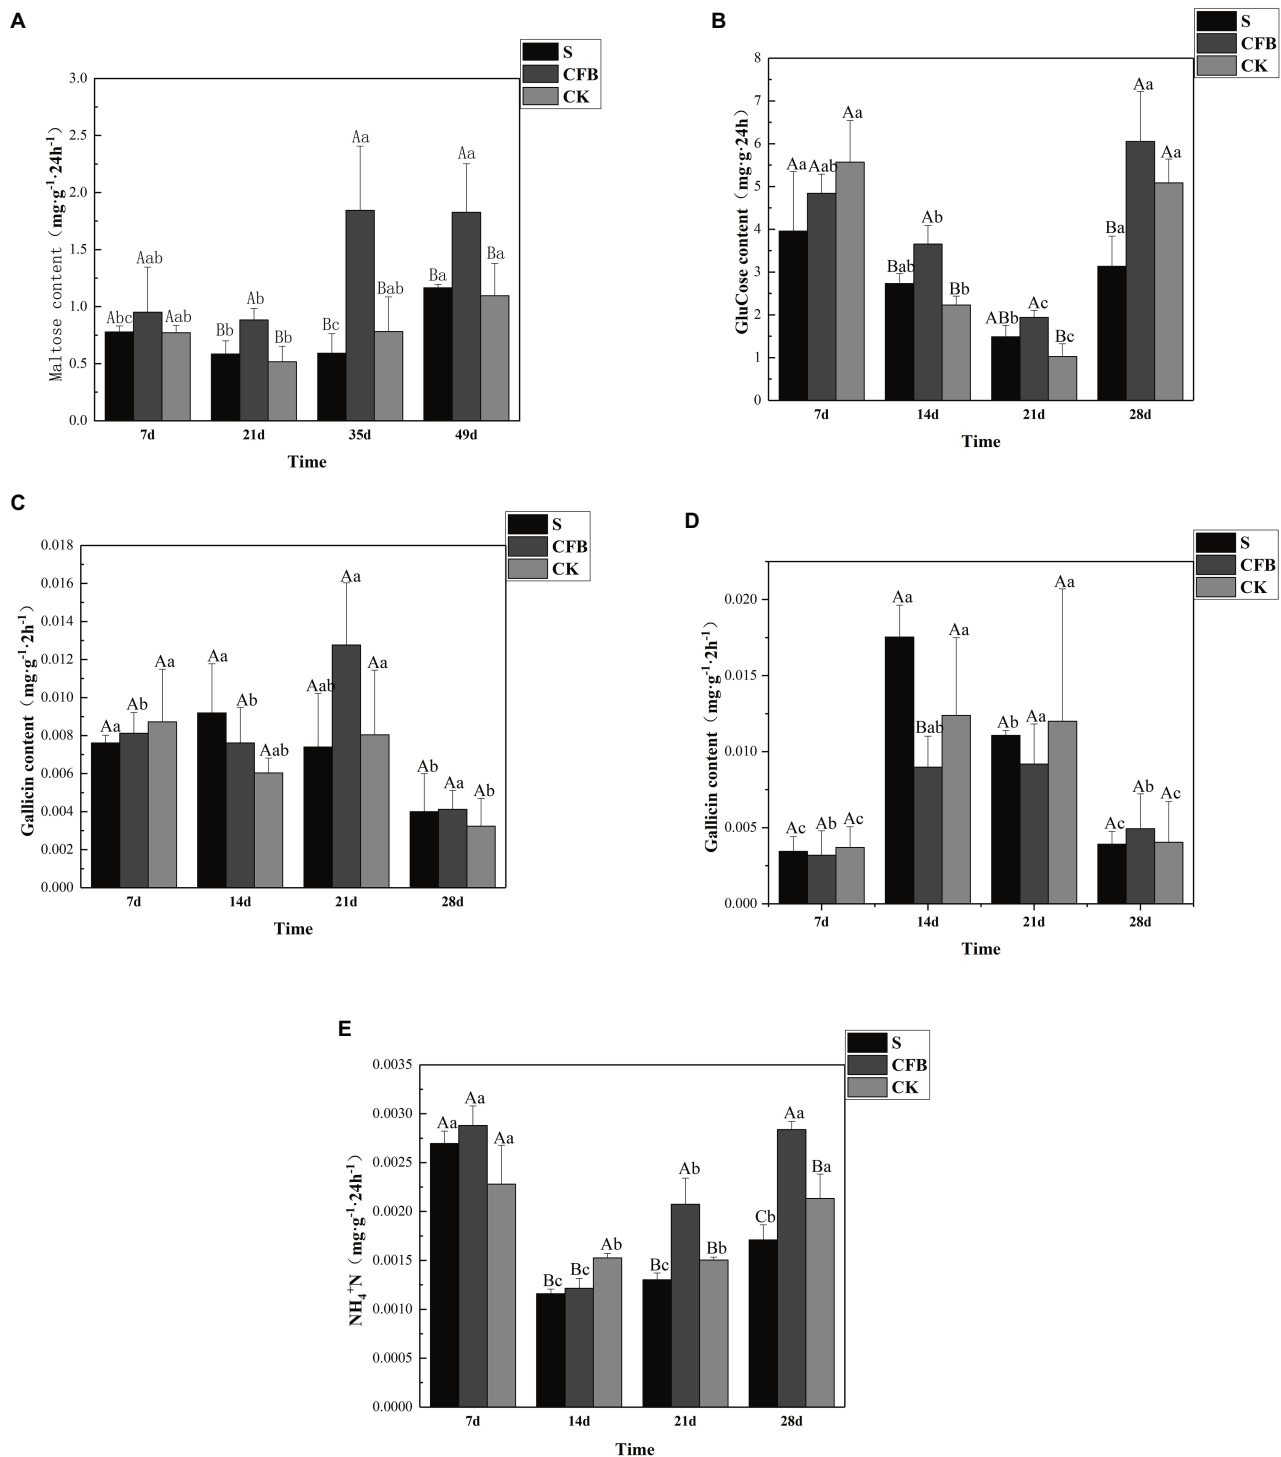 A
S
CFB
CK
3.0
2.5
2.0
1.5
1.0
0.5
0.0
Maltose content（mg·g⁻¹·24h⁻¹）
Abc
Aab
Aab
Bb
Ab
Bb
Bc
Aa
Bab
Ba
Aa
Ba
7d
21d
35d
49d
Time
B
S
CFB
CK
8
7
6
5
4
3
2
1
0
GluCose content（mg·g·24h）
Aa
Aab
Aa
Bab
Ab
Bb
ABb
Ac
Bc
Ba
Aa
Aa
7d
14d
21d
28d
Time
C
S
CFB
CK
0.018
0.016
0.014
0.012
0.010
0.008
0.006
0.004
0.002
0.000
Gallicin content（mg·g⁻¹·2h⁻¹）
Aa
Ab
Aa
Aa
Ab
Aab
Aab
Aa
Aa
Ab
Aa
Ab
7d
14d
21d
28d
Time
D
S
CFB
CK
0.020
0.015
0.010
0.005
0.000
Gallicin content（mg·g⁻¹·2h⁻¹）
Ac
Ab
Ac
Aa
Bab
Aa
Ab
Aa
Aa
Ac
Ab
Ac
7d
14d
21d
28d
Time
E
S
CFB
CK
0.0035
0.0030
0.0025
0.0020
0.0015
0.0010
0.0005
0.0000
NH₄⁺N（mg·g⁻¹·24h⁻¹）
Aa
Aa
Aa
Bc
Bc
Ab
Bc
Ab
Bb
Cb
Aa
Ba
7d
14d
21d
28d
Time